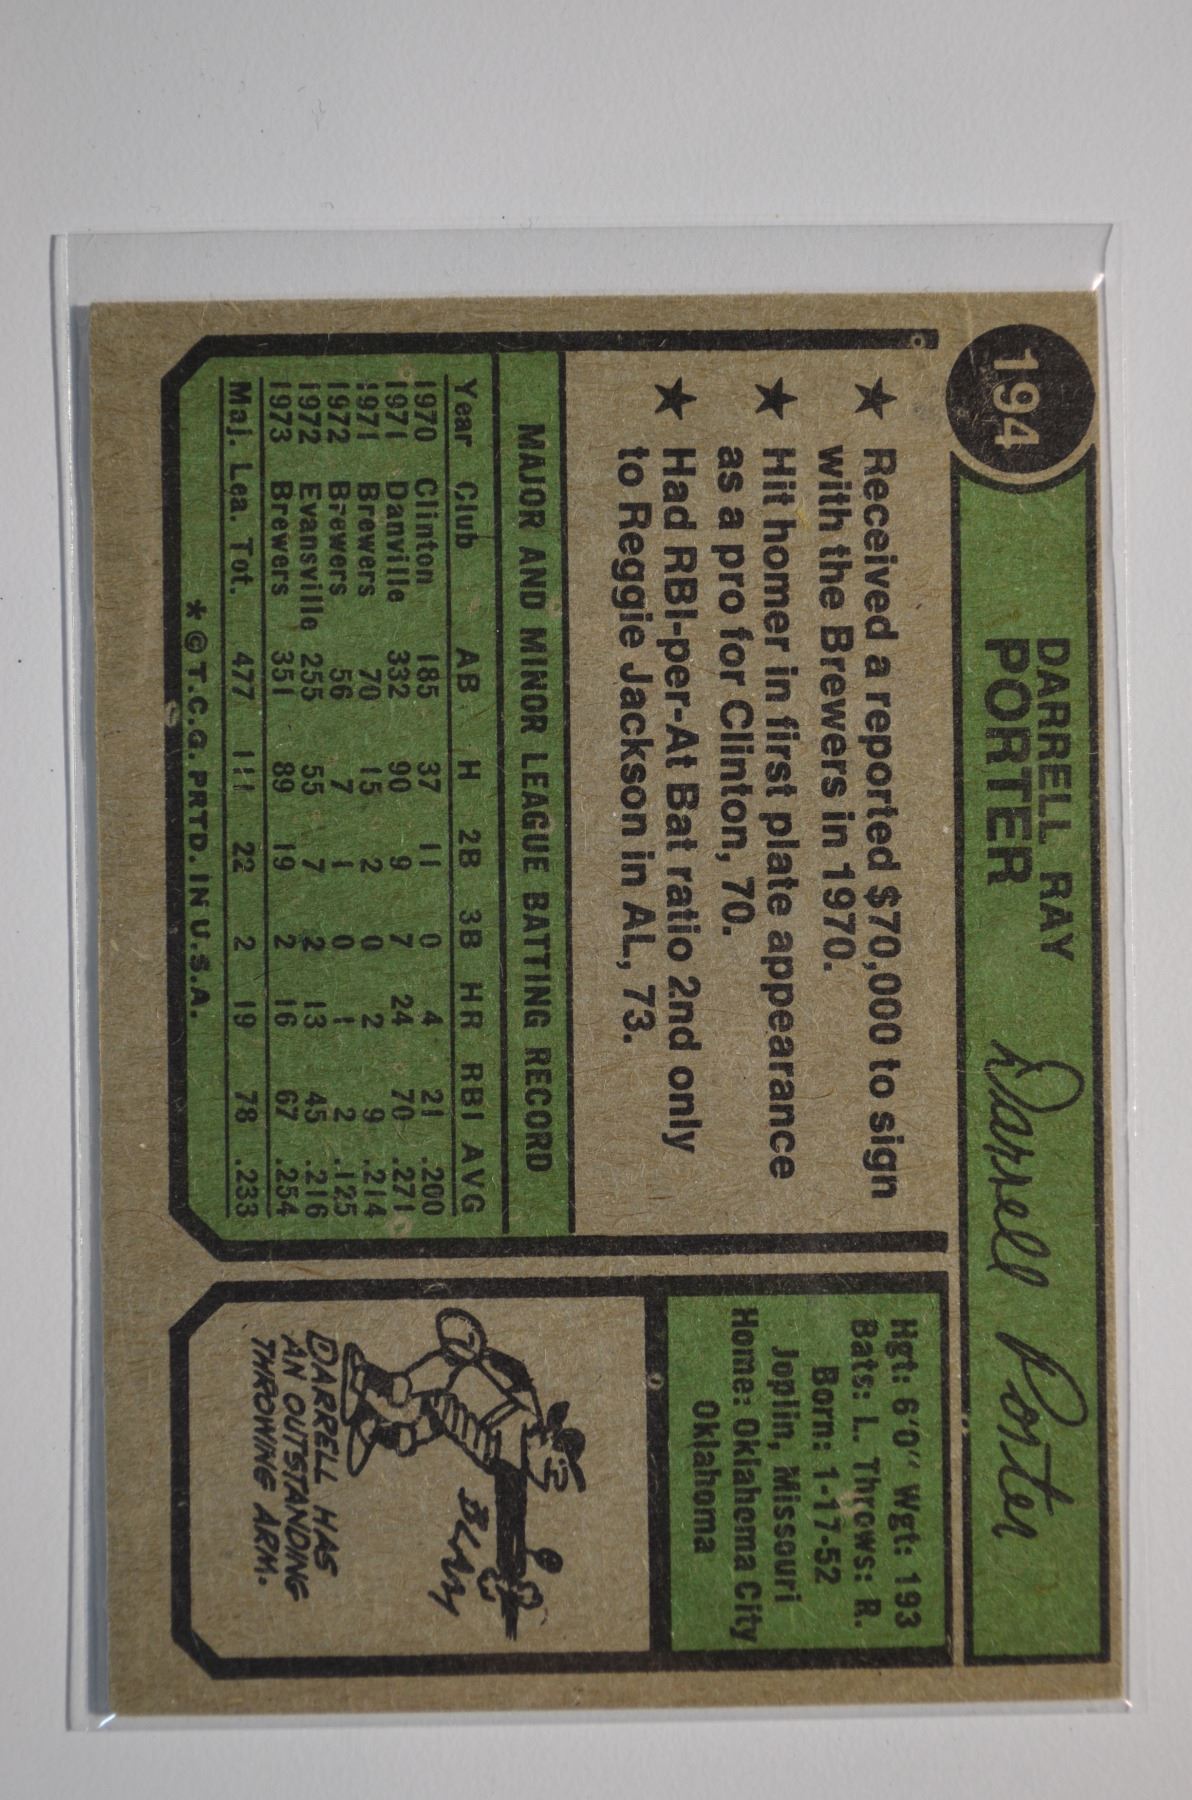 194
DARRELL RAY
PORTER
Darrell Porter
★ Received a reported $70,000 to sign
with the Brewers in 1970.
★ Hit homer in first plate appearance
as a pro for Clinton, 70.
★ Had RBI-per-At Bat ratio 2nd only
to Reggie Jackson in AL, 73.
MAJOR AND MINOR LEAGUE BATTING RECORD
Year Club AB H 2B 3B HR RBI AVG
1970 Clinton 185 37 11 0 4 21 .200
1971 Danville 332 90 9 7 24 70 .271
1971 Brewers 70 15 2 0 2 9 .214
1972 Brewers 56 7 1 0 1 2 .125
1972 Evansville 255 55 7 2 13 45 .216
1973 Brewers 351 89 19 2 16 67 .254
Maj. Lea. Tot. 477 111 22 2 19 78 .233
* © T.C.G. PRTD. IN U.S.A.
Hgt: 6'0" Wgt: 193
Bats: L. Throws: R.
Born: 1-17-52
Joplin, Missouri
Home: Oklahoma City
Oklahoma
BLAM
DARRELL HAS
AN OUTSTANDING
THROWING ARM.